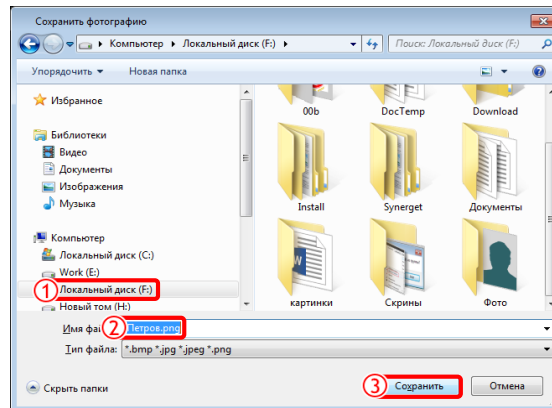 Сохранить фотографию
Компьютер Локальный диск (F:)
Поиск: Локальный диск (F:)
Упорядочить Новая папка
Избранное
Библиотеки
Видео
Документы
Изображения
Музыка
Компьютер
Локальный диск (C:)
Work (E:)
1 Локальный диск (F:)
Новый том (H:)
00b DocTemp Download
Install Synerget Документы
картинки Скрины Фото
Имя 2 Петров.png
Тип файла: *.bmp *.jpg *.jpeg *.png
Скрыть папки
3 Сохранить Отмена